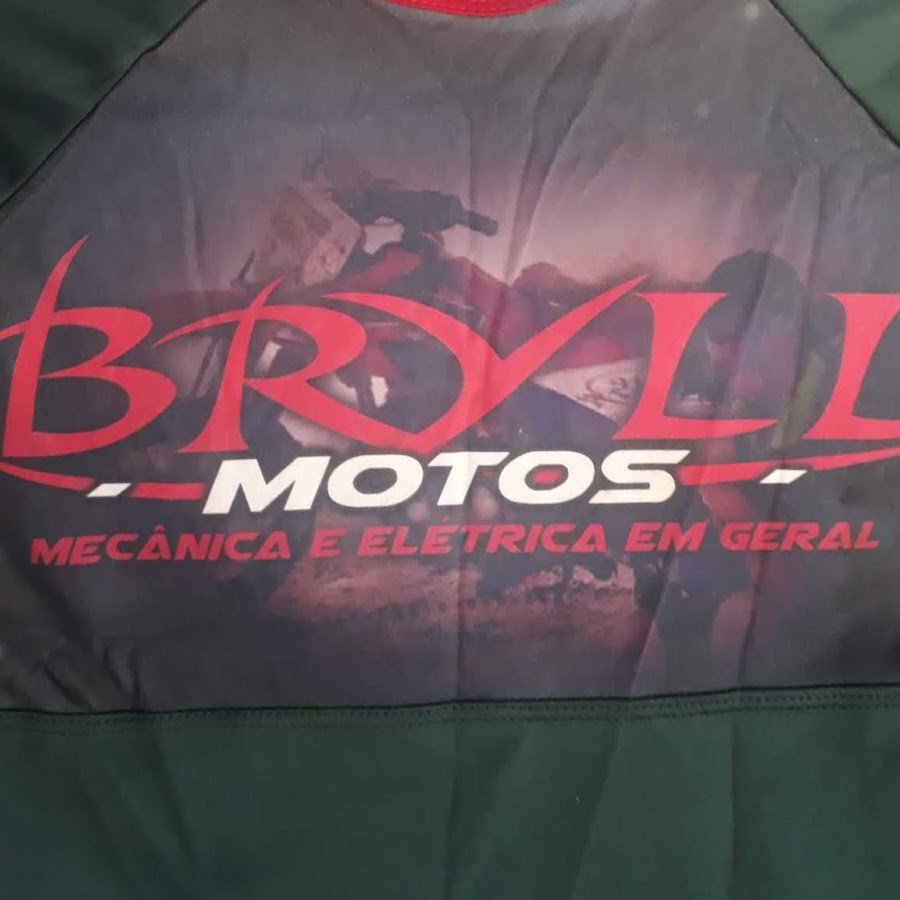 BRYLL
- MOTOS -
MECÂNICA E ELÉTRICA EM GERAL